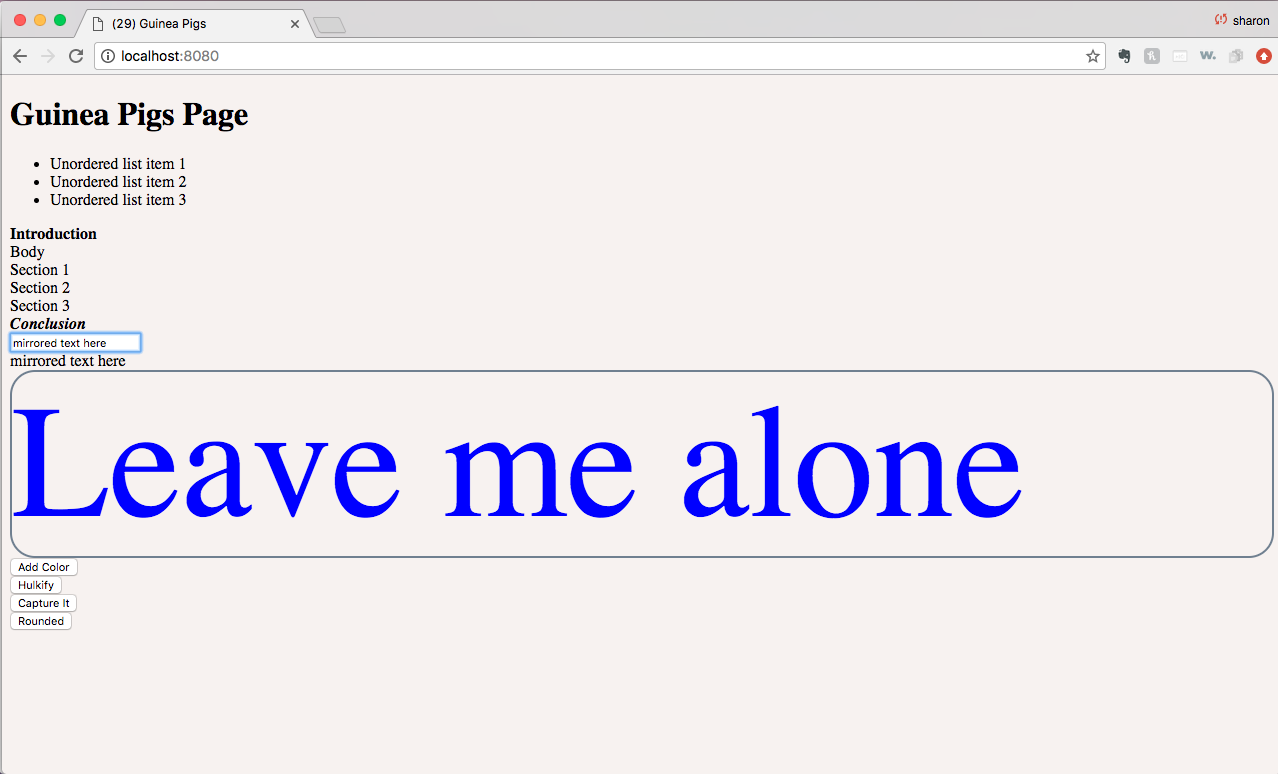 (29) Guinea Pigs
sharon
localhost:8080
w.
Guinea Pigs Page
Unordered list item 1
Unordered list item 2
Unordered list item 3
Introduction
Body
Section 1
Section 2
Section 3
Conclusion
mirrored text here
mirrored text here
Leave me alone
Add Color
Hulkify
Capture It
Rounded